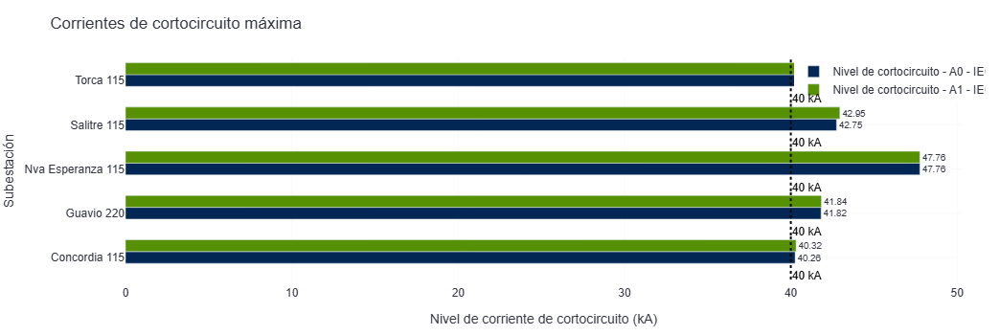 Corrientes de cortocircuito máxima
Nivel de cortocircuito - A0 - IE
Nivel de cortocircuito - A1 - IE
Torca 115
40 kA
Salitre 115
42.95
42.75
40 kA
Nva Esperanza 115
47.76
47.76
40 kA
Guavio 220
41.84
41.82
40 kA
Concordia 115
40.32
40.26
40 kA
0 10 20 30 40 50
Nivel de corriente de cortocircuito (kA)
Subestación